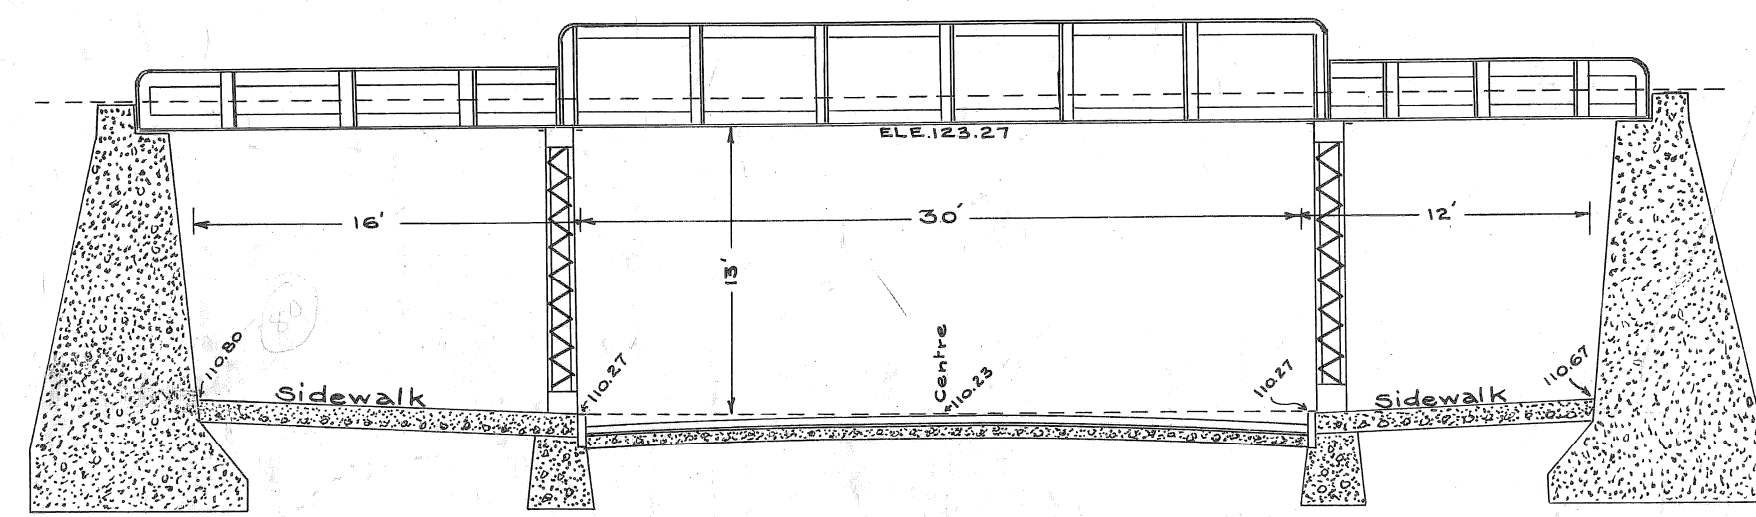 ELE.123.27
16'
30'
12'
13'
80
110.80
Sidewalk
110.27
Centre
110.23
110.27
110.67
Sidewalk